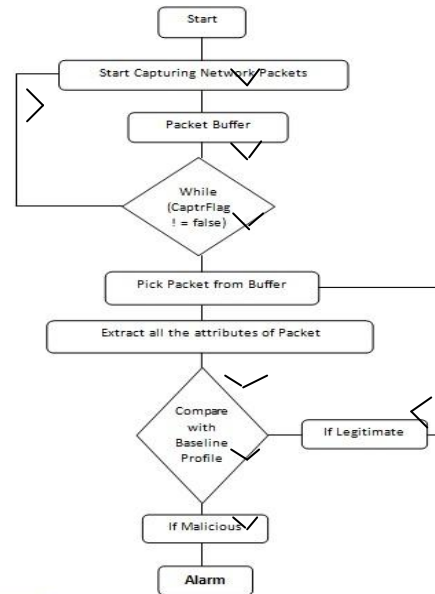 Start
Start Capturing Network Packets
Packet Buffer
While
(CaptrFlag
! = false)
Pick Packet from Buffer
Extract all the attributes of Packet
Compare
with
Baseline
Profile
If Legitimate
If Malicious
Alarm